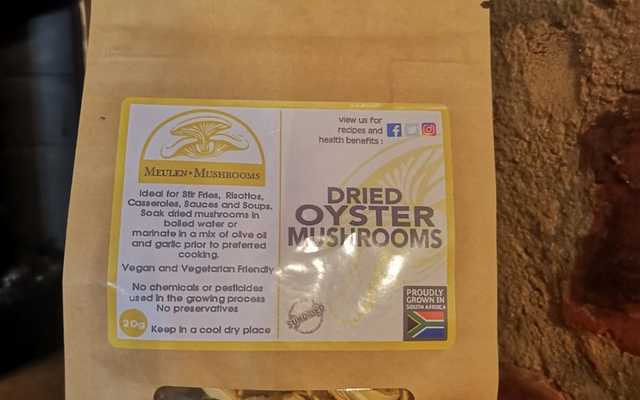 MEULEN • MUSHROOMS
Ideal for Stir Fries, Risottos,
Casseroles, Sauces and Soups.
Soak dried mushrooms in
boiled water or
marinate in a mix of olive oil
and garlic prior to preferred
cooking.
Vegan and Vegetarian Friendly
No chemicals or pesticides
used in the growing process
No preservatives
20g
Keep in a cool dry place
view us for
recipes and
health benefits :
DRIED
OYSTER
MUSHROOMS
SUNDRIED
PROUDLY
GROWN IN
SOUTH AFRICA